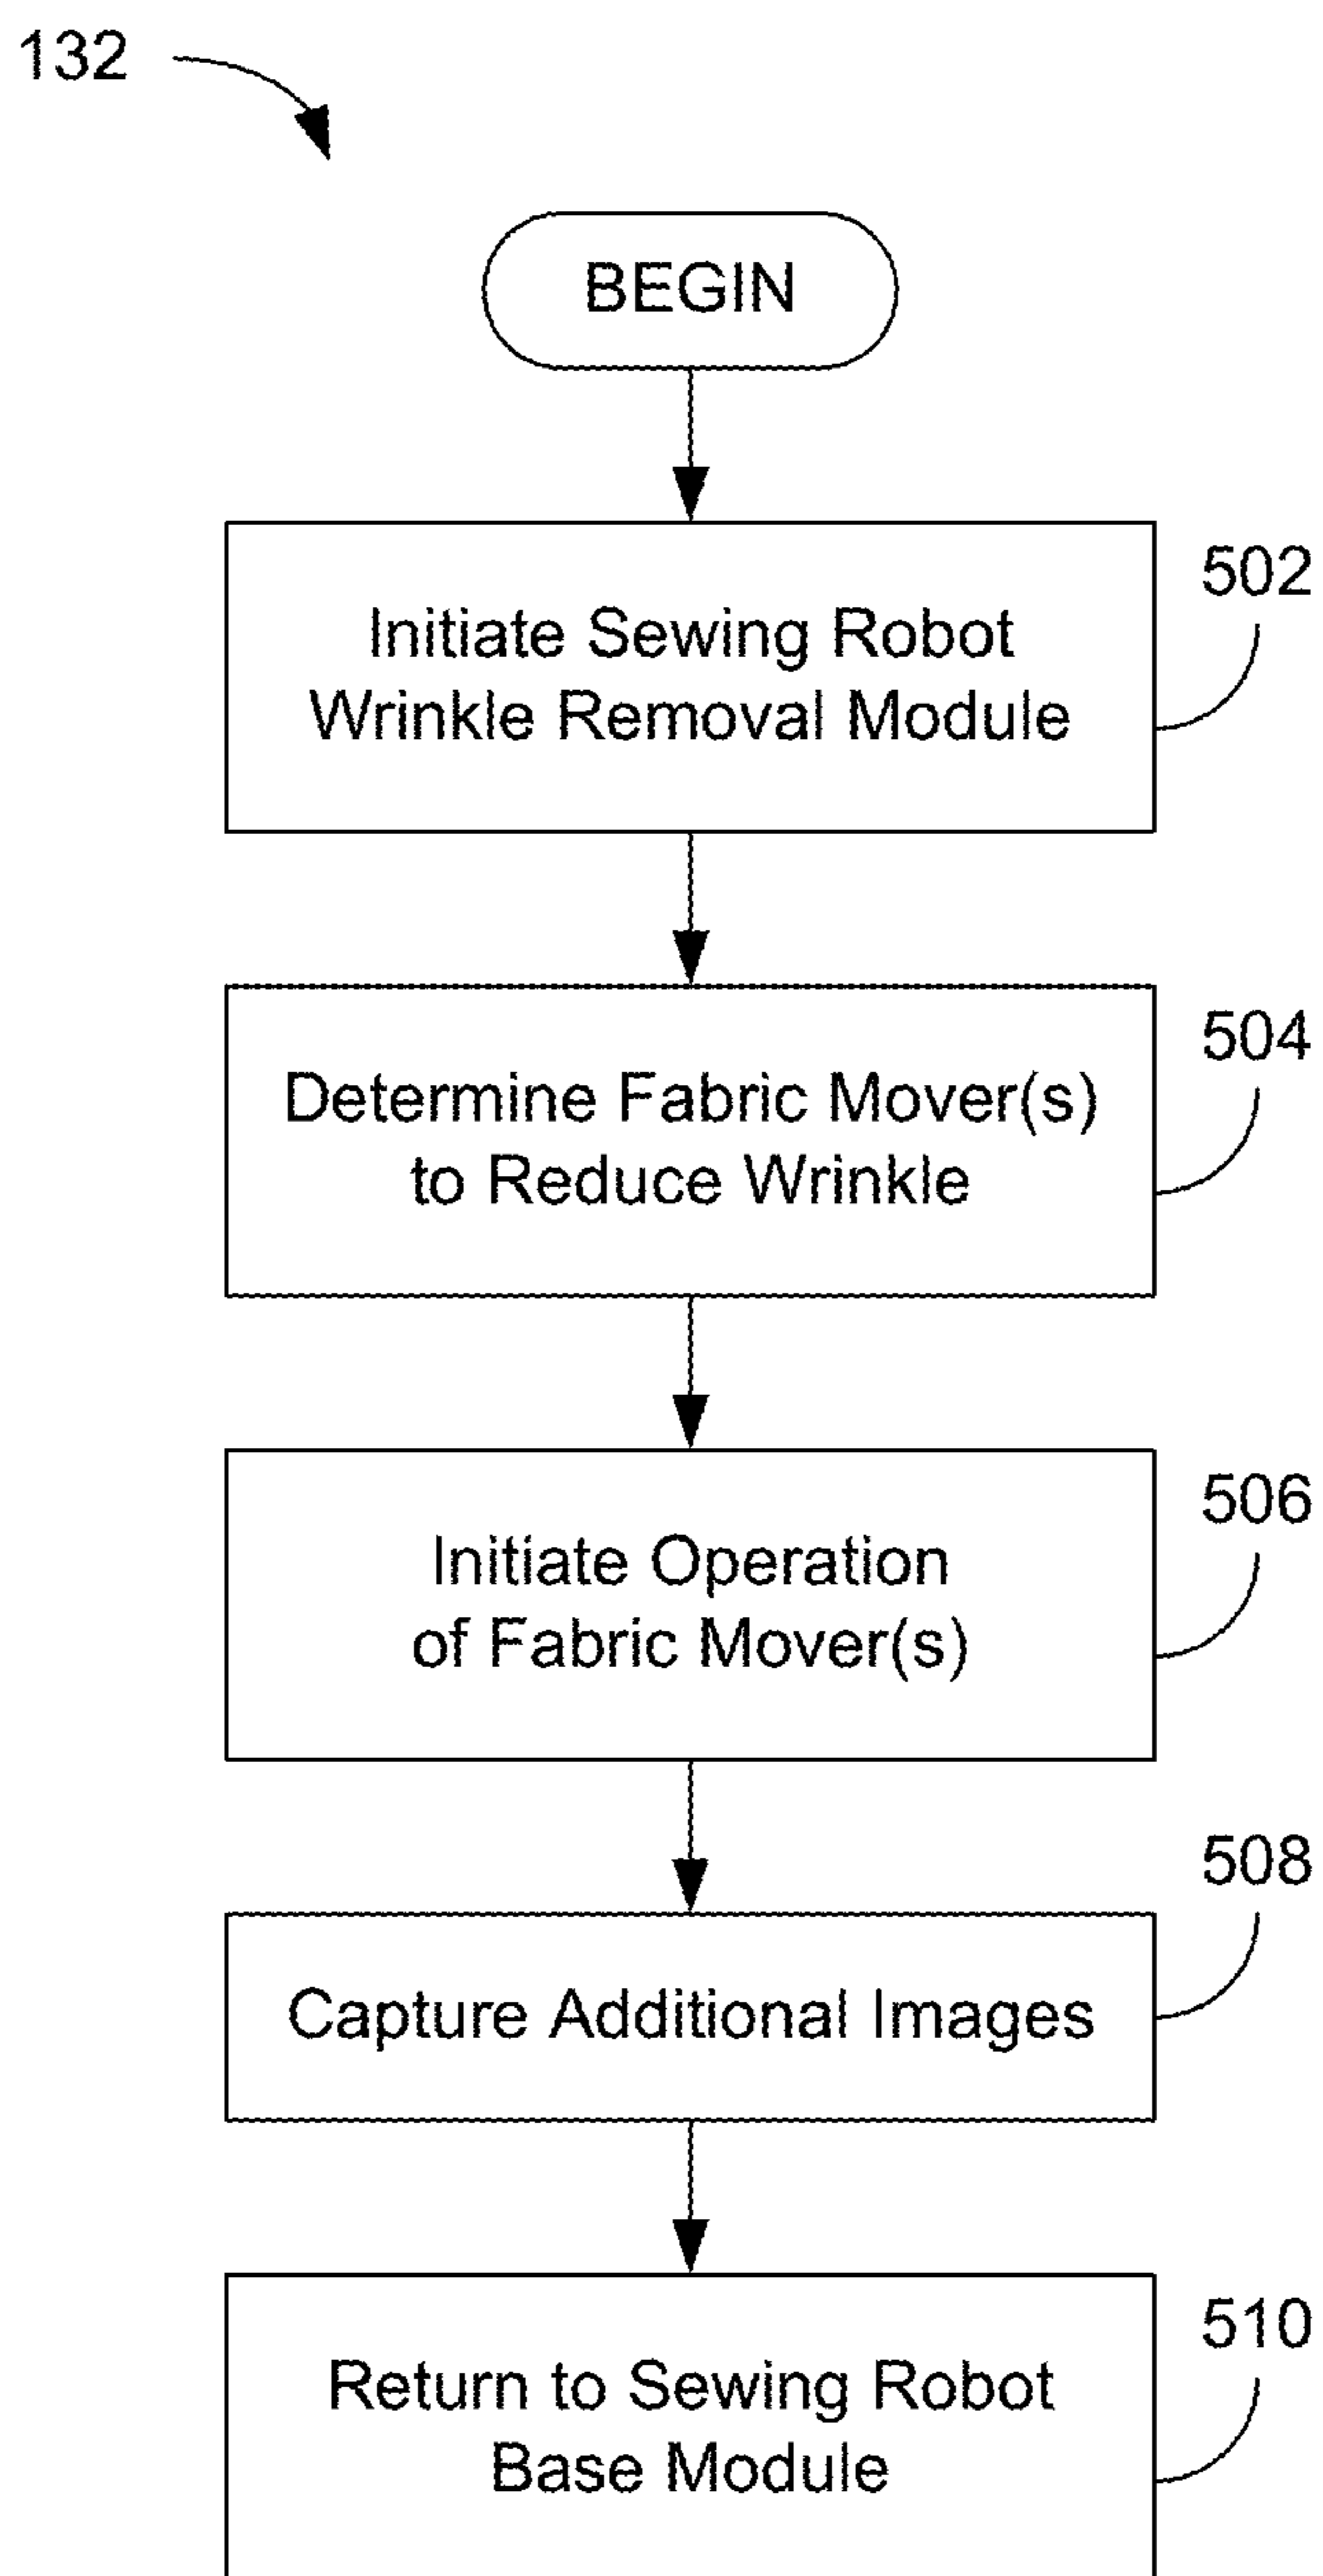 132
BEGIN
502
Initiate Sewing Robot
Wrinkle Removal Module
504
Determine Fabric Mover(s)
to Reduce Wrinkle
506
Initiate Operation
of Fabric Mover(s)
508
Capture Additional Images
510
Return to Sewing Robot
Base Module